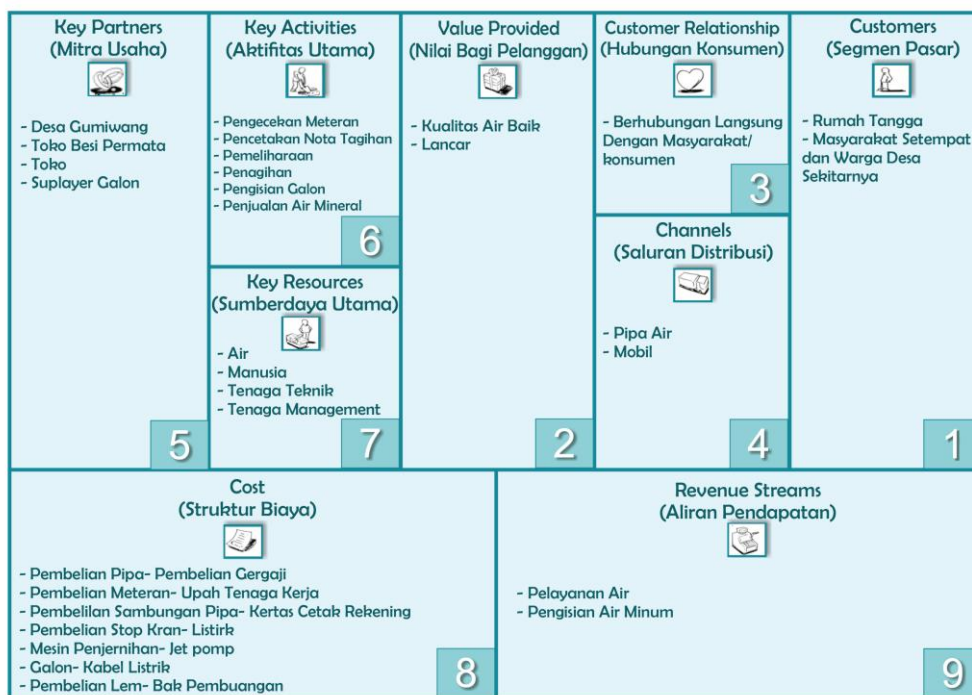 Key Partners
(Mitra Usaha)
- Desa Gumiwang
- Toko Besi Permata
- Toko
- Suplayer Galon
5
Key Activities
(Aktifitas Utama)
- Pengecekan Meteran
- Pencetakan Nota Tagihan
- Pemeliharaan
- Penagihan
- Pengisian Galon
- Penjualan Air Mineral
6
Key Resources
(Sumberdaya Utama)
- Air
- Manusia
- Tenaga Teknik
- Tenaga Management
7
Value Provided
(Nilai Bagi Pelanggan)
- Kualitas Air Baik
- Lancar
2
Customer Relationship
(Hubungan Konsumen)
- Berhubungan Langsung
Dengan Masyarakat/
konsumen
3
Channels
(Saluran Distribusi)
- Pipa Air
- Mobil
4
Customers
(Segmen Pasar)
- Rumah Tangga
- Masyarakat Setempat
dan Warga Desa
Sekitarnya
1
Cost
(Struktur Biaya)
- Pembelian Pipa- Pembelian Gergaji
- Pembelian Meteran- Upah Tenaga Kerja
- Pembelilan Sambungan Pipa- Kertas Cetak Rekening
- Pembelian Stop Kran- Listirk
- Mesin Penjernihan- Jet pomp
- Galon- Kabel Listrik
- Pembelian Lem- Bak Pembuangan
8
Revenue Streams
(Aliran Pendapatan)
- Pelayanan Air
- Pengisian Air Minum
9